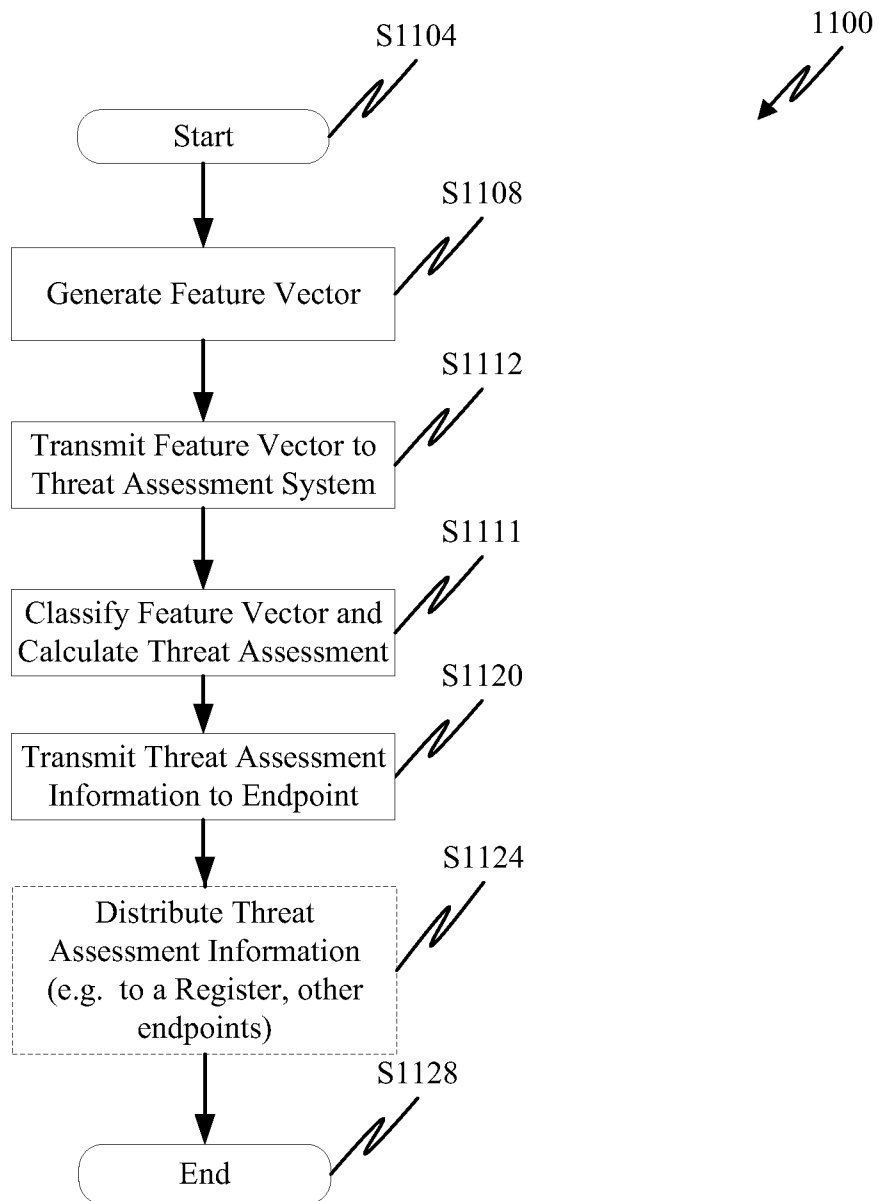 S1104
1100
Start
S1108
Generate Feature Vector
S1112
Transmit Feature Vector to
Threat Assessment System
S1111
Classify Feature Vector and
Calculate Threat Assessment
S1120
Transmit Threat Assessment
Information to Endpoint
S1124
Distribute Threat
Assessment Information
(e.g. to a Register, other
endpoints)
S1128
End